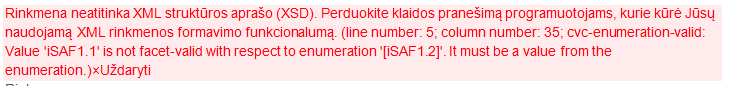 Rinkmena neatitinka XML struktūros aprašo (XSD). Perduokite klaidos pranešimą programuotojams, kurie kūrė Jūsų
naudojamą XML rinkmenos formavimo funkcionalumą. (line number: 5; column number: 35; cvc-enumeration-valid:
Value 'iSAF1.1' is not facet-valid with respect to enumeration '[iSAF1.2]'. It must be a value from the
enumeration.)×Uždaryti